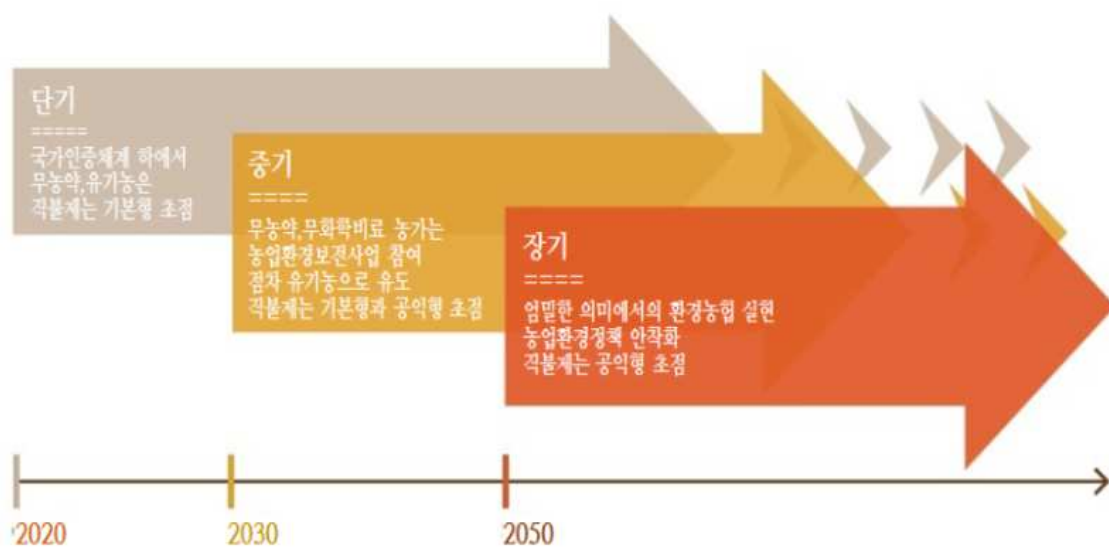 단기
=====
국가인증체계 하에서
무농약,유기농은
직불제는 기본형 초점
중기
====
무농약,무화학비료 농가는
농업환경보전사업 참여
점차 유기농으로 유도
직불제는 기본형과 공익형 초점
장기
====
엄밀한 의미에서의 환경농업 실현
농업환경정책 안착화
직불제는 공익형 초점
2020
2030
2050